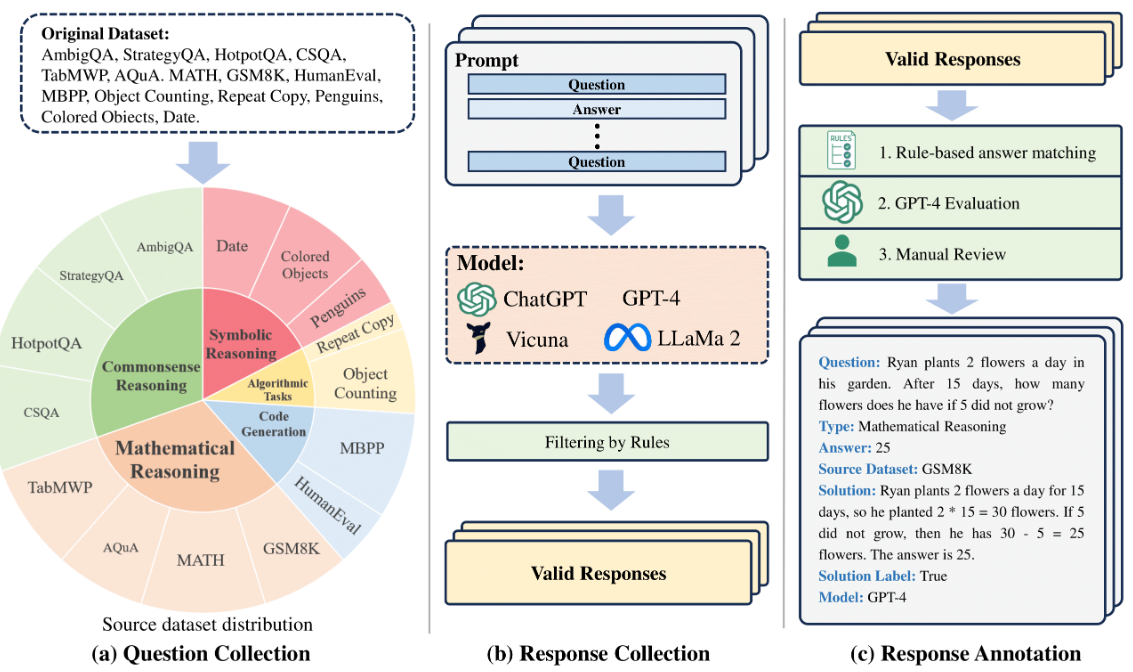 Original Dataset:
AmbigQA, StrategyQA, HotpotQA, CSQA,
TabMWP, AQuA. MATH, GSM8K, HumanEval,
MBPP, Object Counting, Repeat Copy, Penguins,
Colored Objects, Date.
AmbigQA
Date
StrategyQA
Colored
Objects
HotpotQA
Penguins
Commonsense
Reasoning
Symbolic
Reasoning
Repeat Copy
Algorithmic
Tasks
Object
Counting
CSQA
Code
Generation
MBPP
Mathematical
Reasoning
TabMWP
HumanEval
AQuA
MATH
GSM8K
Source dataset distribution
(a) Question Collection
Prompt
Question
Answer
Question
Model:
ChatGPT
GPT-4
Vicuna
LLaMa 2
Filtering by Rules
Valid Responses
(b) Response Collection
Valid Responses
RULES
1. Rule-based answer matching
2. GPT-4 Evaluation
3. Manual Review
Question: Ryan plants 2 flowers a day in
his garden. After 15 days, how many
flowers does he have if 5 did not grow?
Type: Mathematical Reasoning
Answer: 25
Source Dataset: GSM8K
Solution: Ryan plants 2 flowers a day for 15
days, so he planted 2 * 15 = 30 flowers. If 5
did not grow, then he has 30 - 5 = 25
flowers. The answer is 25.
Solution Label: True
Model: GPT-4
(c) Response Annotation